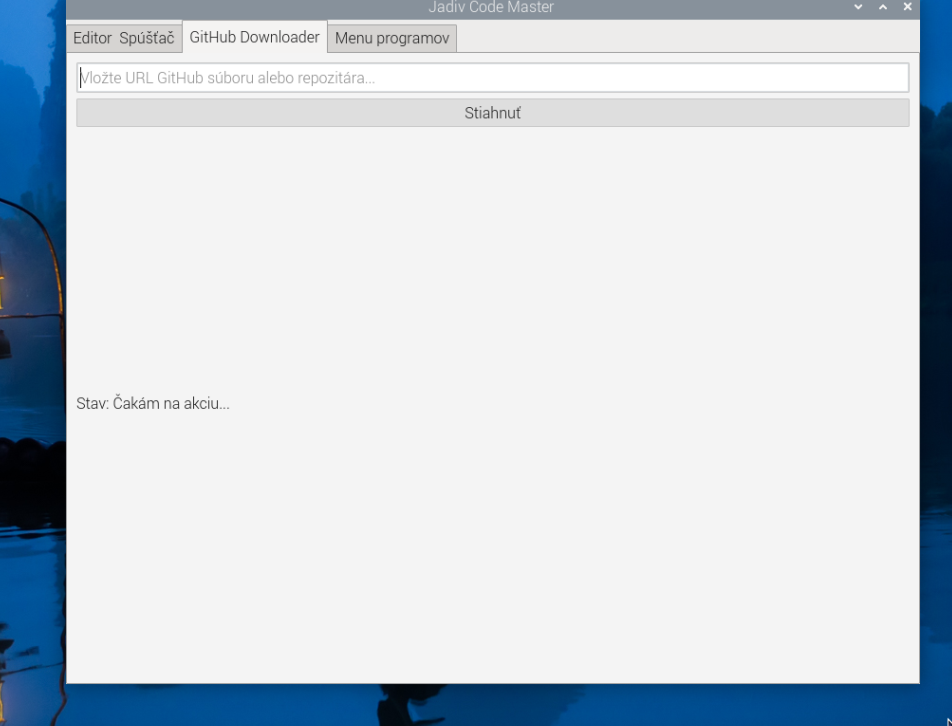 Jadiv Code Master
Editor Spúšťač GitHub Downloader Menu programov
Vložte URL GitHub súboru alebo repozitára...
Stiahnuť
Stav: Čakám na akciu...